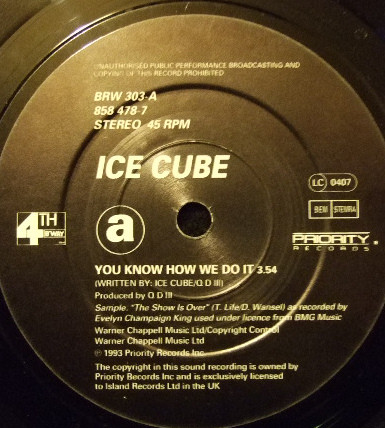 UNAUTHORISED PUBLIC PERFORMANCE BROADCASTING AND
COPYING OF THIS RECORD PROHIBITED
BRW 303-A
858 478-7
STEREO 45 RPM
ICE CUBE
LC 0407
BIEM STEMRA
4TH
B'WAY
a
PRIORITY
RECORDS
YOU KNOW HOW WE DO IT 3.54
(WRITTEN BY: ICE CUBE/Q D III)
Produced by Q D III
Sample. "The Show Is Over" (T. Life/D. Wansel) as recorded by
Evelyn Champaign King used under licence from BMG Music
Warner Chappell Music Ltd/Copyright Control
Warner Chappell Music Ltd
℗ 1993 Priority Records Inc
The copyright in this sound recording is owned by
Priority Records Inc and is exclusively licensed
to Island Records Ltd in the UK